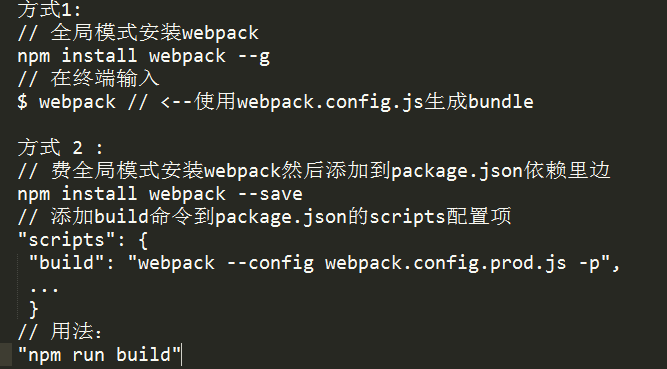 方式1:
// 全局模式安装webpack
npm install webpack --g
// 在终端输入
$ webpack // <--使用webpack.config.js生成bundle
方式 2 :
// 费全局模式安装webpack然后添加到package.json依赖里边
npm install webpack --save
// 添加build命令到package.json的scripts配置项
"scripts": {
"build": "webpack --config webpack.config.prod.js -p",
...
}
// 用法:
"npm run build"